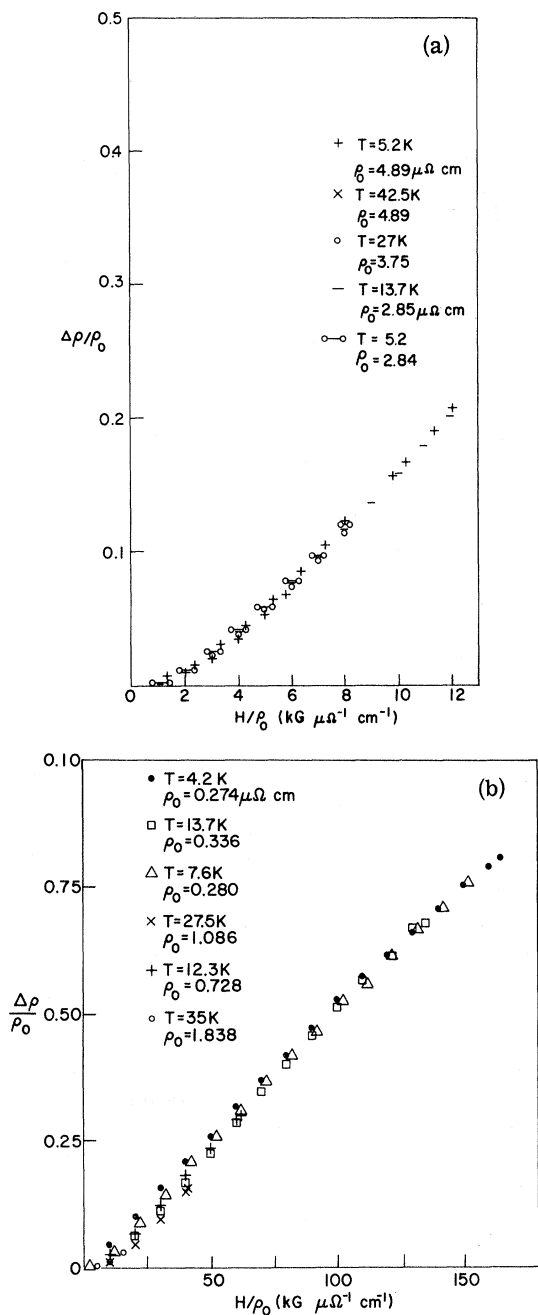 (a)
0.5
0.4
0.3
0.2
0.1
0
Δρ/ρ₀
+ T=5.2K
ρ₀=4.89μΩ cm
× T=42.5K
ρ₀=4.89
○ T=27K
ρ₀=3.75
— T=13.7K
ρ₀=2.85μΩcm
○—○ T=5.2
ρ=2.84
0 2 4 6 8 10 12
H/ρ₀ (kG μΩ⁻¹ cm⁻¹)
(b)
0.10
0.75
0.50
0.25
0
Δρ/ρ₀
● T=4.2K
ρ₀=0.274μΩ cm
□ T=13.7K
ρ₀=0.336
△ T=7.6K
ρ₀=0.280
× T=27.5K
ρ₀=1.086
+ T=12.3K
ρ₀=0.728
○ T=35K
ρ₀=1.838
50 100 150
H/ρ₀ (kG μΩ⁻¹ cm⁻¹)